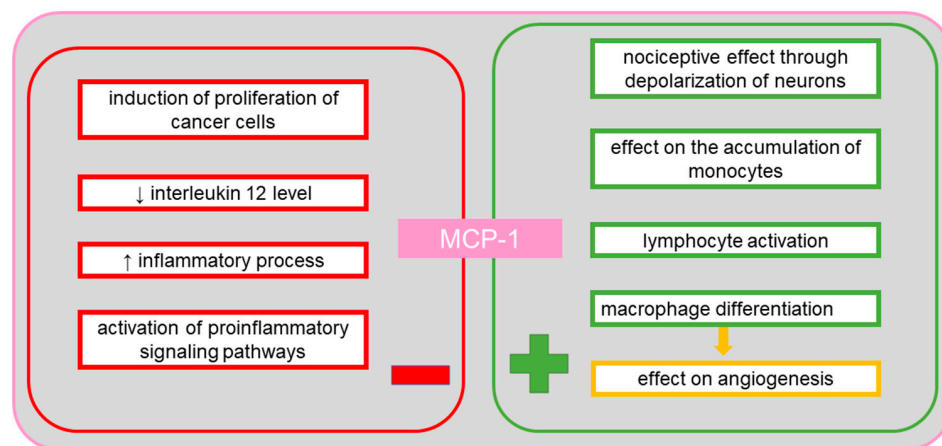 induction of proliferation of
cancer cells
↓ interleukin 12 level
↑ inflammatory process
activation of proinflammatory
signaling pathways
MCP-1
nociceptive effect through
depolarization of neurons
effect on the accumulation of
monocytes
lymphocyte activation
macrophage differentiation
effect on angiogenesis